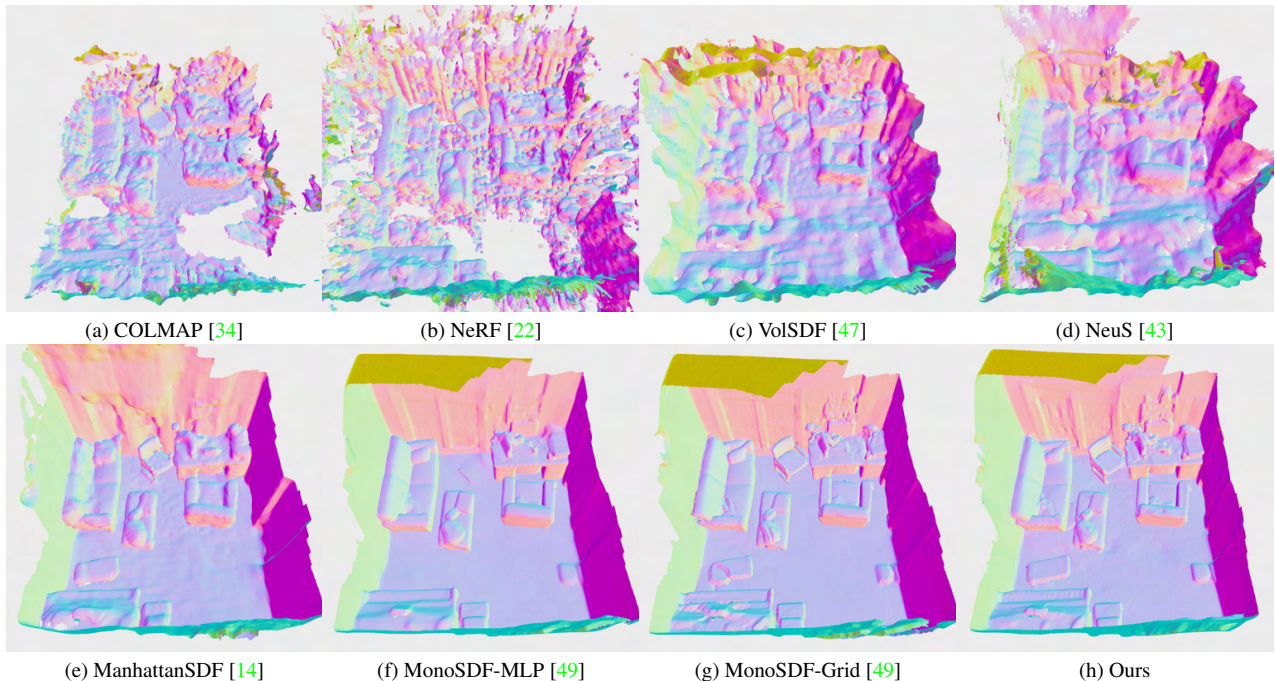 (a) COLMAP [34]
(b) NeRF [22]
(c) VolSDF [47]
(d) NeuS [43]
(e) ManhattanSDF [14]
(f) MonoSDF-MLP [49]
(g) MonoSDF-Grid [49]
(h) Ours